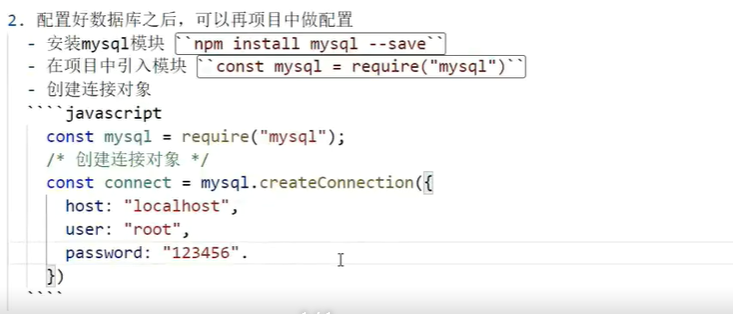 2. 配置好数据库之后，可以再项目中做配置
- 安装mysql模块 ``npm install mysql --save``
- 在项目中引入模块 ``const mysql = require("mysql")``
- 创建连接对象
````javascript
const mysql = require("mysql");
/* 创建连接对象 */
const connect = mysql.createConnection({
host: "localhost",
user: "root",
password: "123456".
})
````